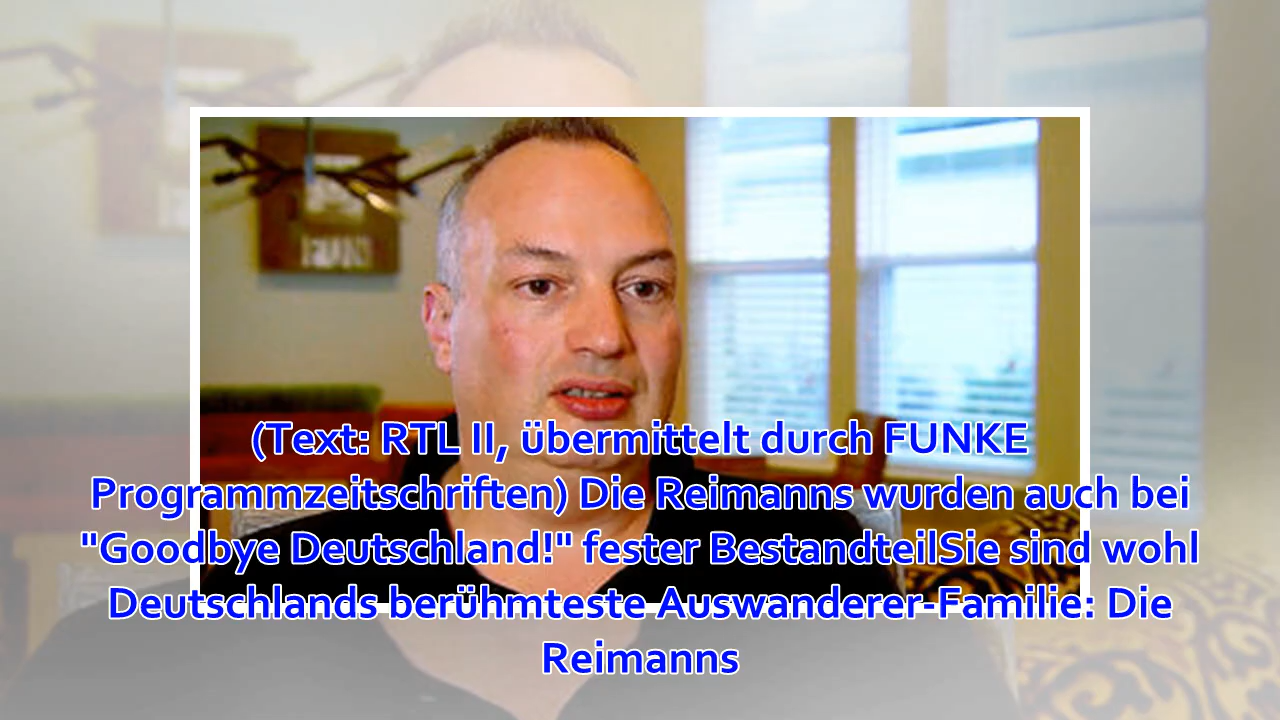 (Text: RTL II, übermittelt durch FUNKE
Programmzeitschriften) Die Reimanns wurden auch bei
"Goodbye Deutschland!" fester BestandteilSie sind wohl
Deutschlands berühmteste Auswanderer-Familie: Die
Reimanns